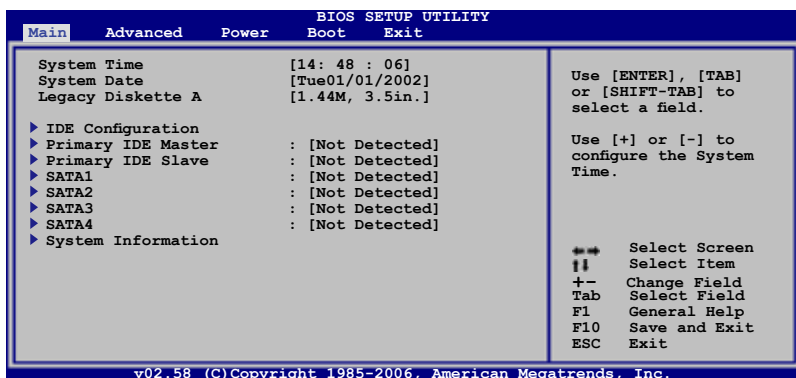 BIOS SETUP UTILITY
Main Advanced Power Boot Exit
System Time [14: 48 : 06]
System Date [Tue01/01/2002]
Legacy Diskette A [1.44M, 3.5in.]
IDE Configuration
Primary IDE Master : [Not Detected]
Primary IDE Slave : [Not Detected]
SATA1 : [Not Detected]
SATA2 : [Not Detected]
SATA3 : [Not Detected]
SATA4 : [Not Detected]
System Information
Use [ENTER], [TAB]
or [SHIFT-TAB] to
select a field.
Use [+] or [-] to
configure the System
Time.
Select Screen
Select Item
+- Change Field
Tab Select Field
F1 General Help
F10 Save and Exit
ESC Exit
v02.58 (C)Copyright 1985-2006, American Megatrends, Inc.